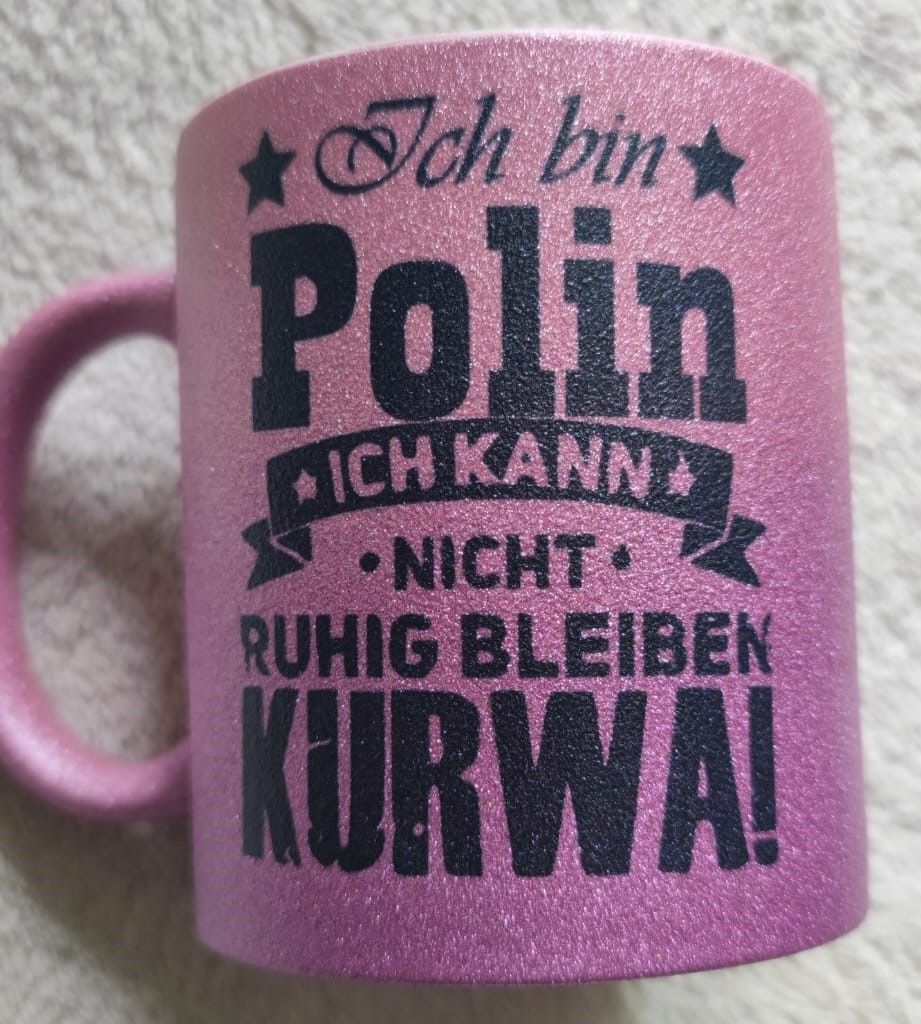 Ich bin
Polin
ICH KANN
NICHT
RUHIG BLEIBEN
KURWA!